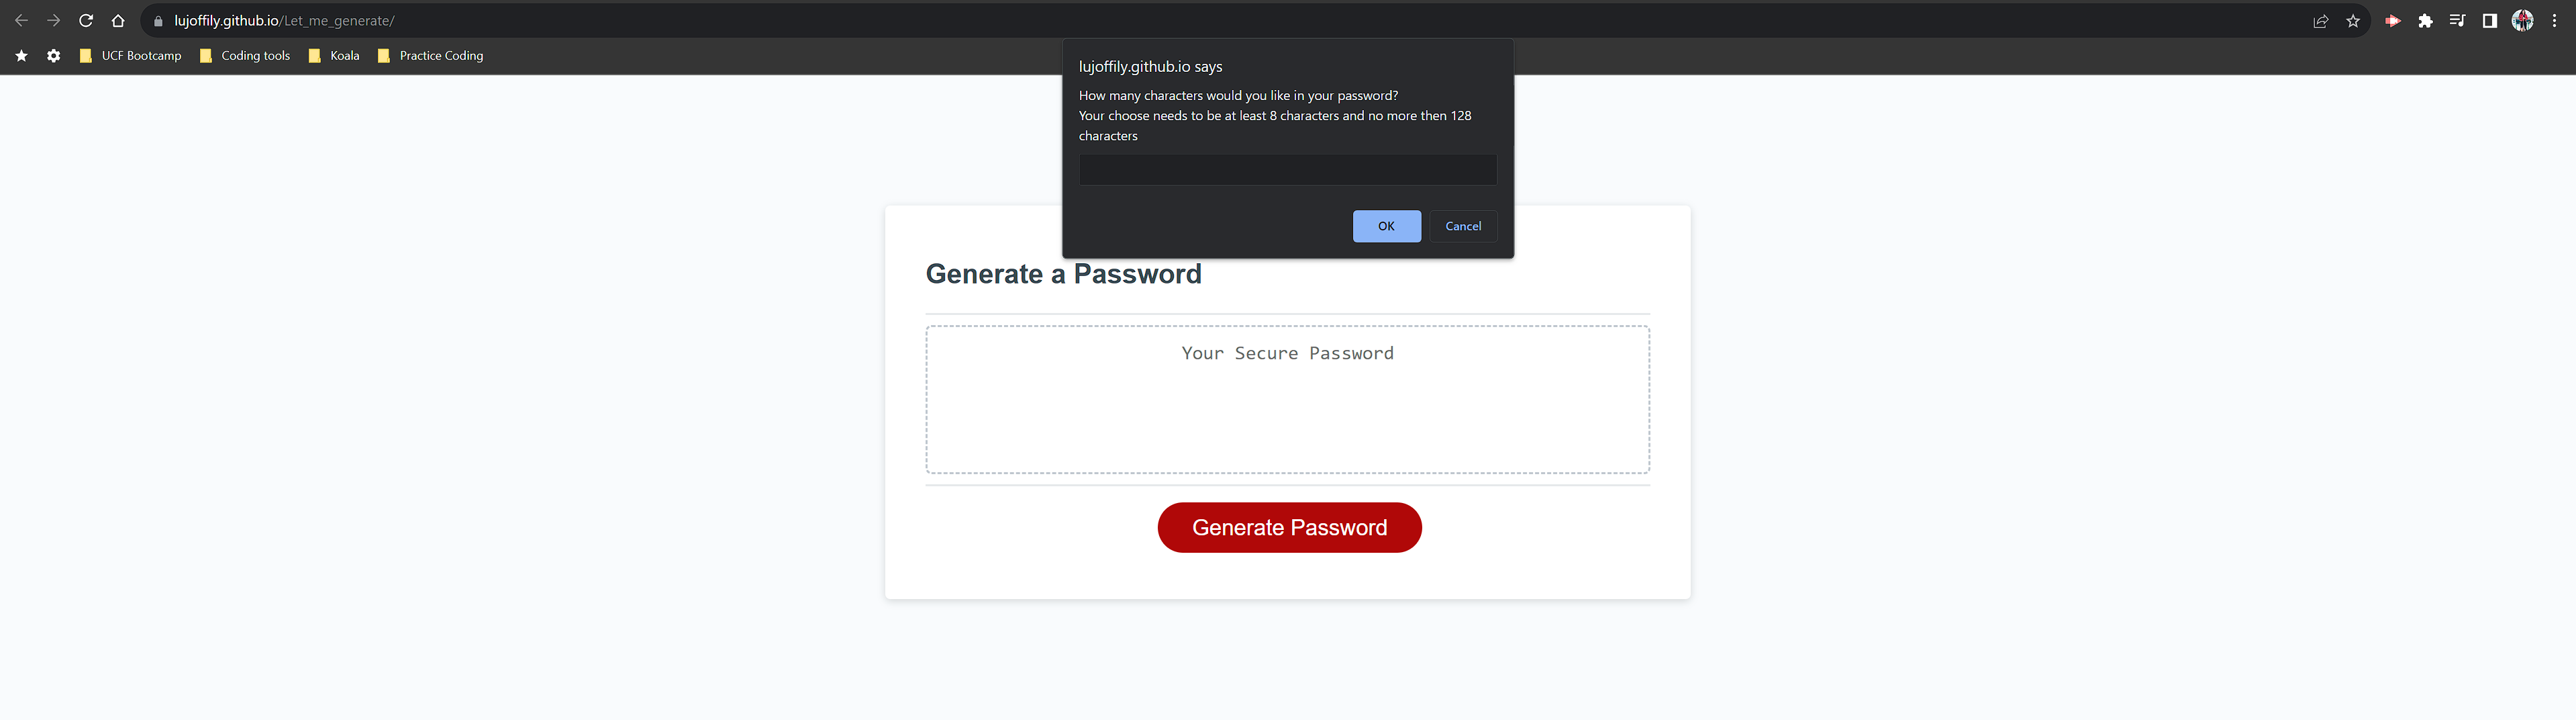 lujoffily.github.io/Let_me_generate/
UCF Bootcamp Coding tools Koala Practice Coding
lujoffily.github.io says
How many characters would you like in your password?
Your choose needs to be at least 8 characters and no more then 128
characters
OK Cancel
Generate a Password
Your Secure Password
Generate Password